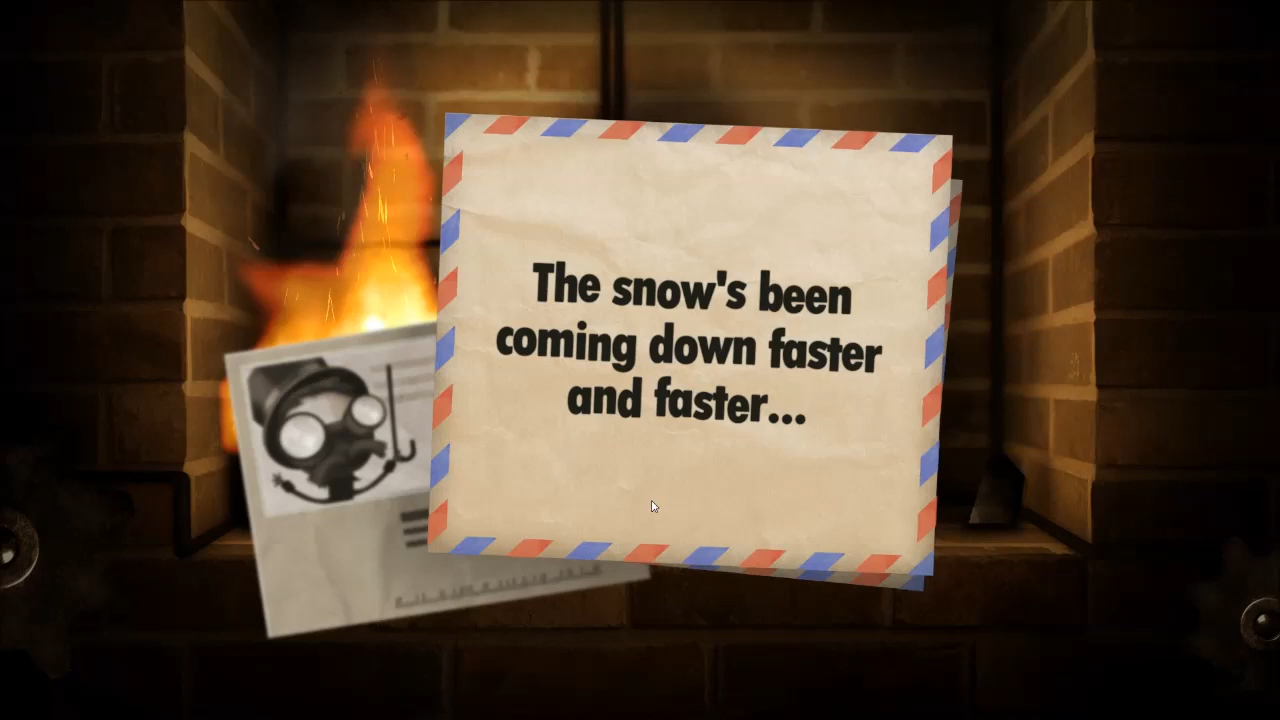 The snow's been
coming down faster
and faster...